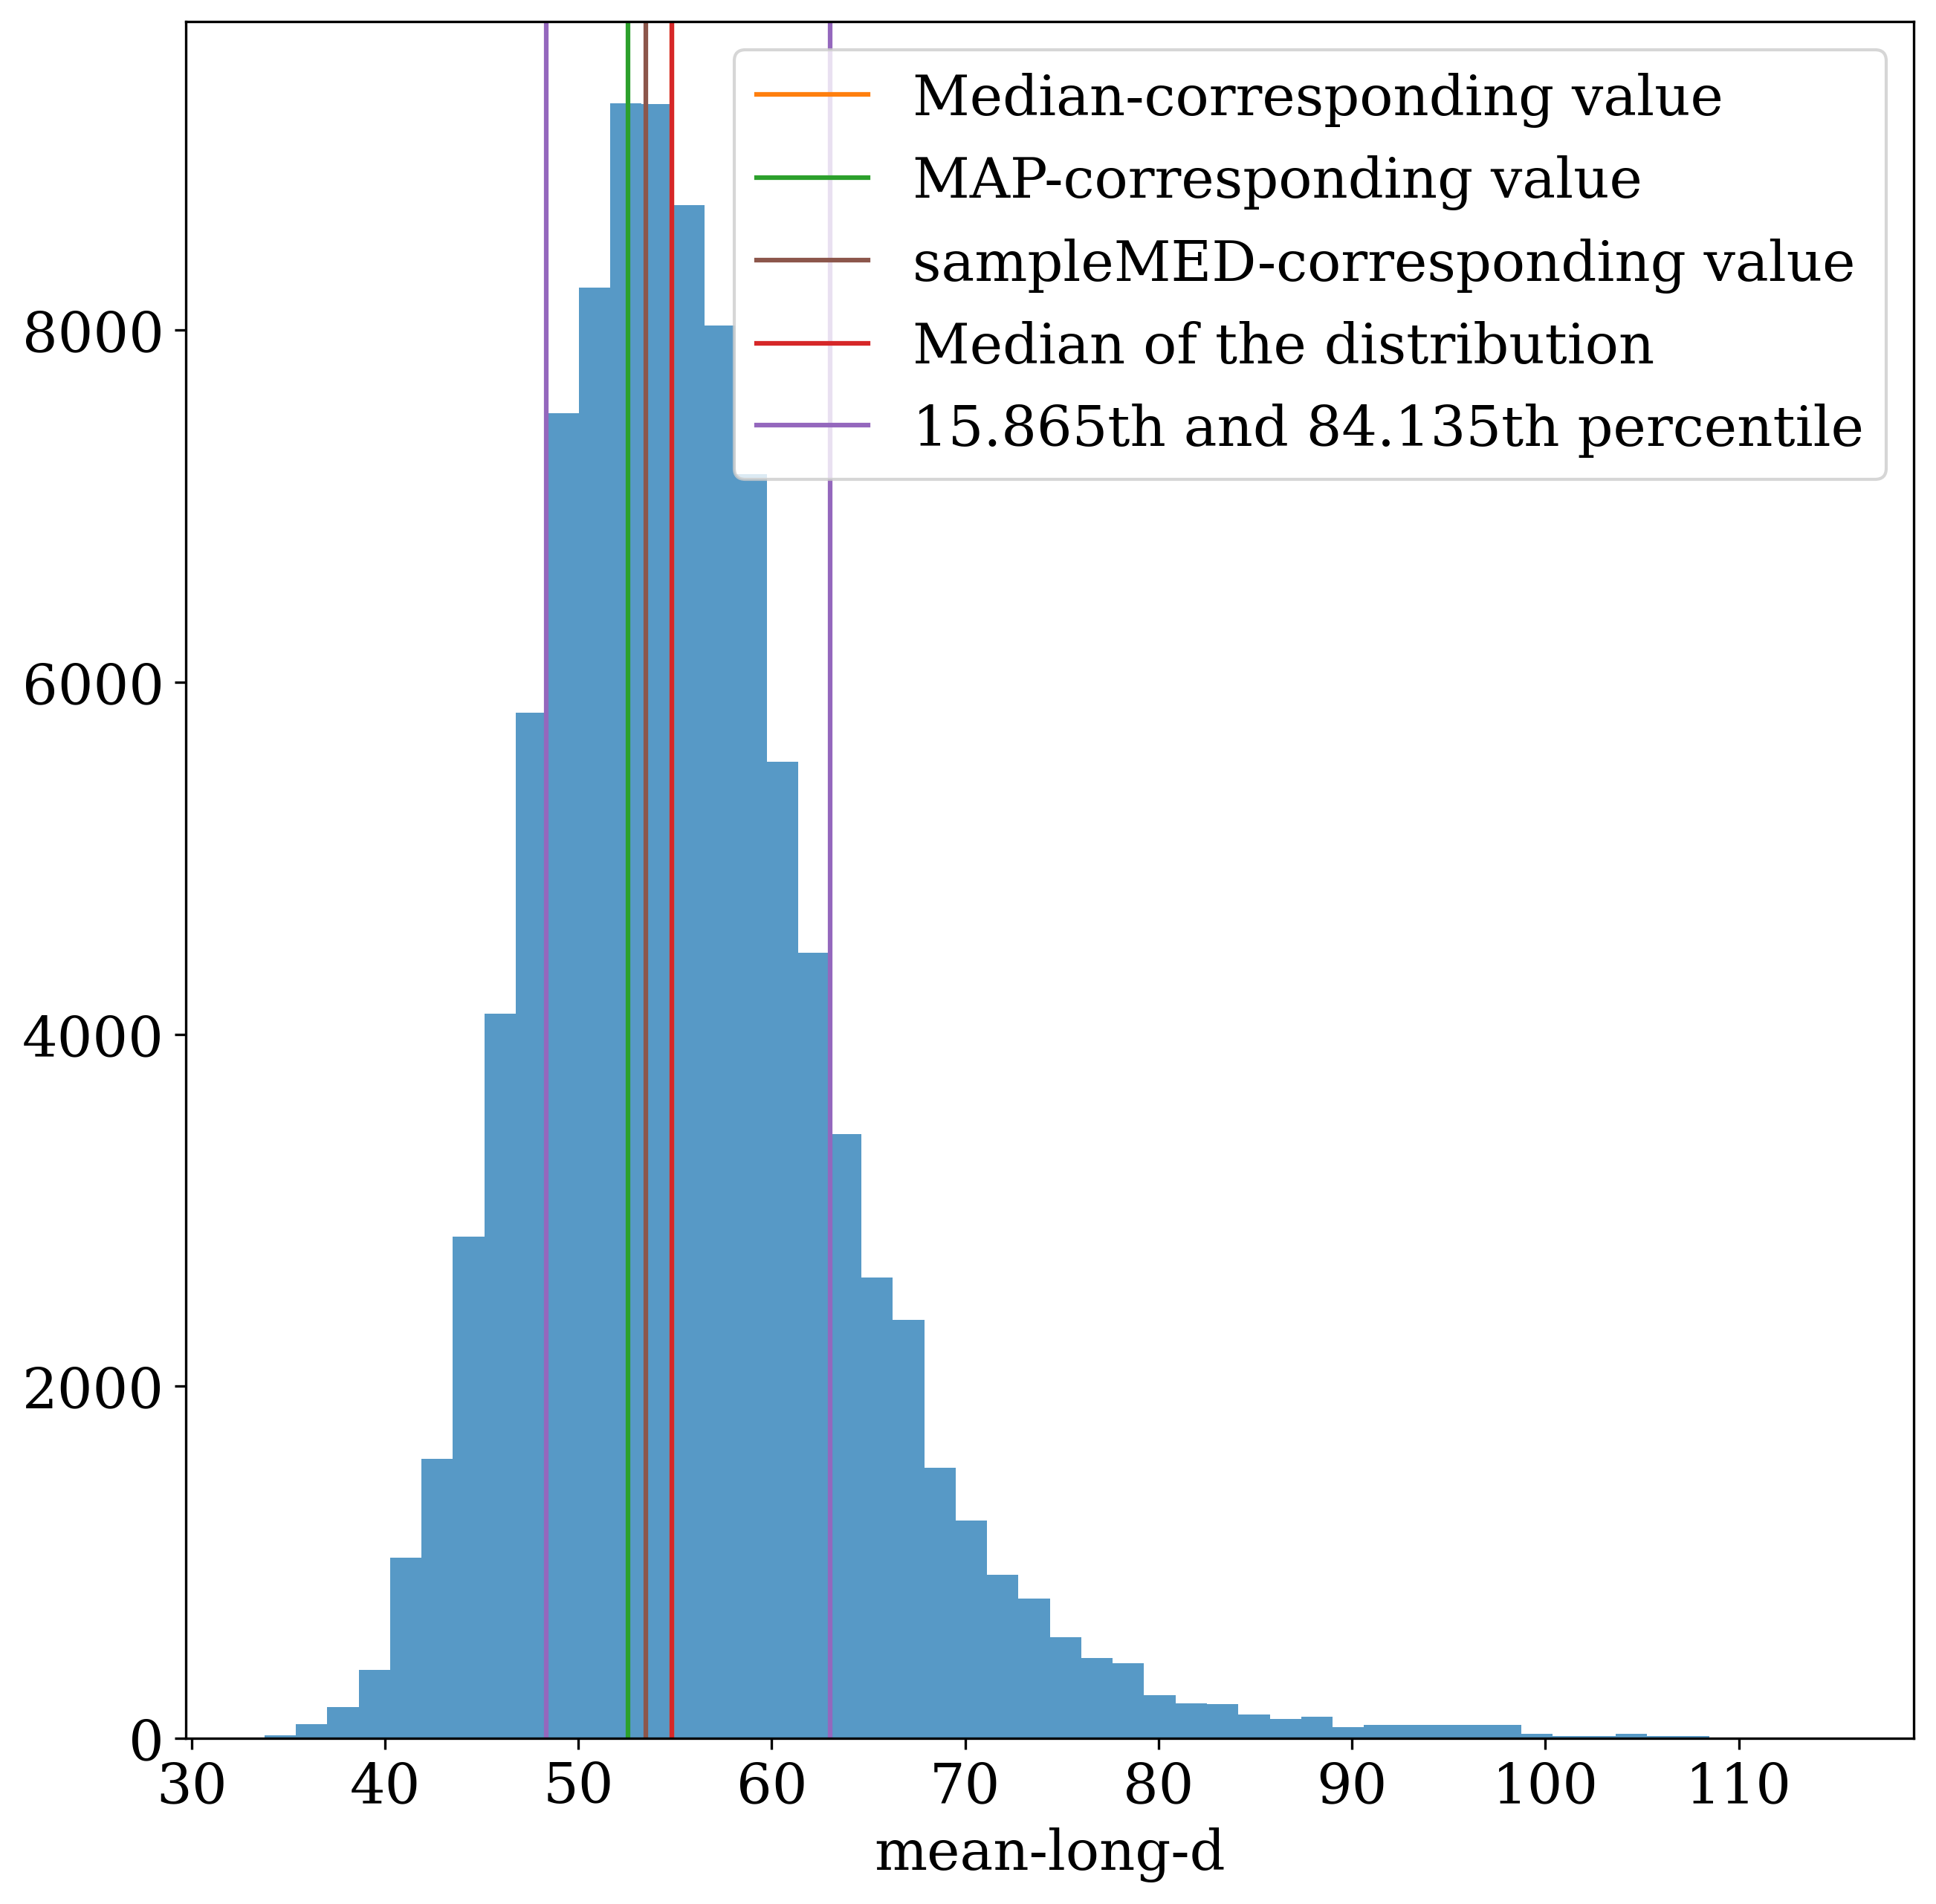 Median-corresponding value
MAP-corresponding value
sampleMED-corresponding value
Median of the distribution
15.865th and 84.135th percentile
8000
6000
4000
2000
0
30 40 50 60 70 80 90 100 110
mean-long-d